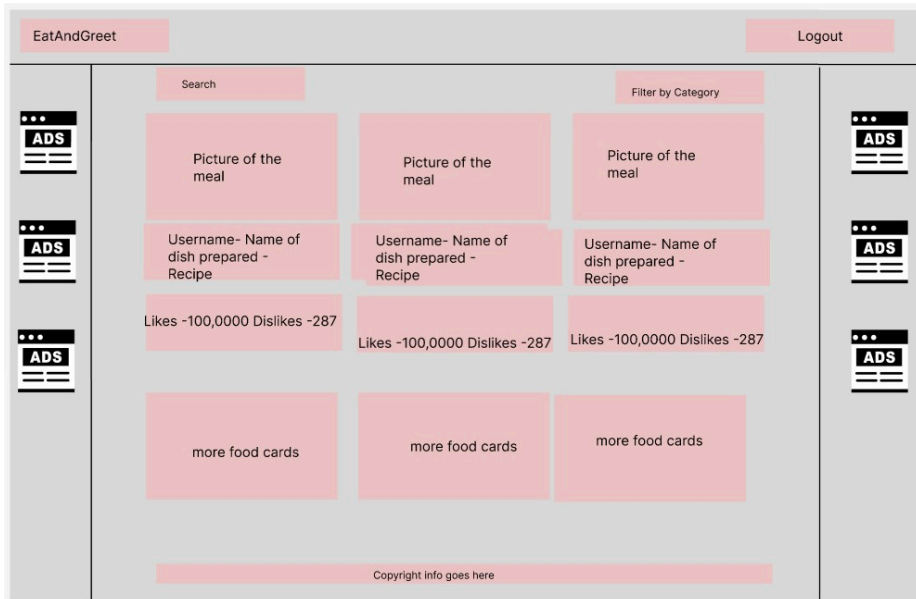 EatAndGreet
Logout
Search
Filter by Category
ADS
ADS
ADS
Picture of the
meal
Picture of the
meal
Picture of the
meal
Username- Name of
dish prepared -
Recipe
Username- Name of
dish prepared -
Recipe
Username- Name of
dish prepared -
Recipe
Likes -100,0000 Dislikes -287
Likes -100,0000 Dislikes -287
Likes -100,0000 Dislikes -287
more food cards
more food cards
more food cards
ADS
ADS
ADS
Copyright info goes here